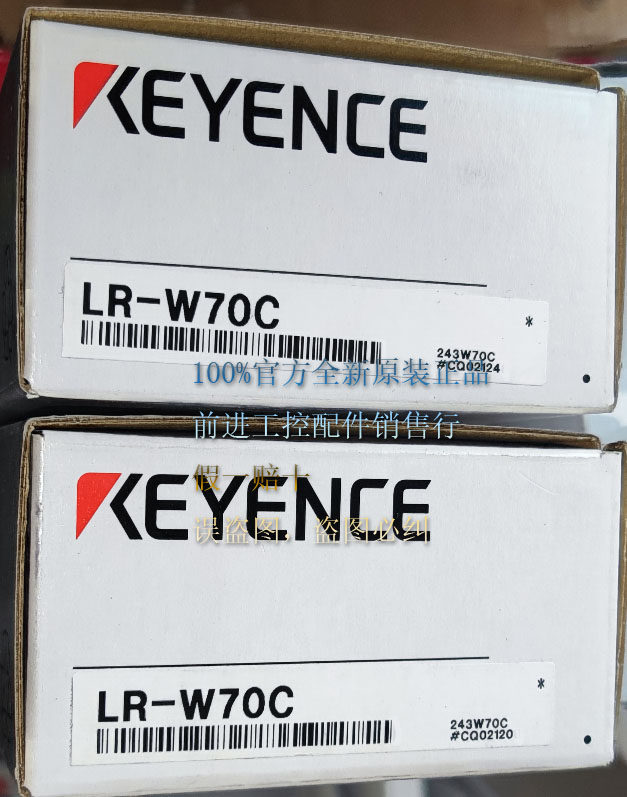 KEYENCE
LR-W70C
*
243W70C
#CQ02124
100%官方全新原装正品
前进工控配件销售行
假一赔十
KEYENCE
误盗图，盗图必纠
LR-W70C
*
243W70C
#CQ02120